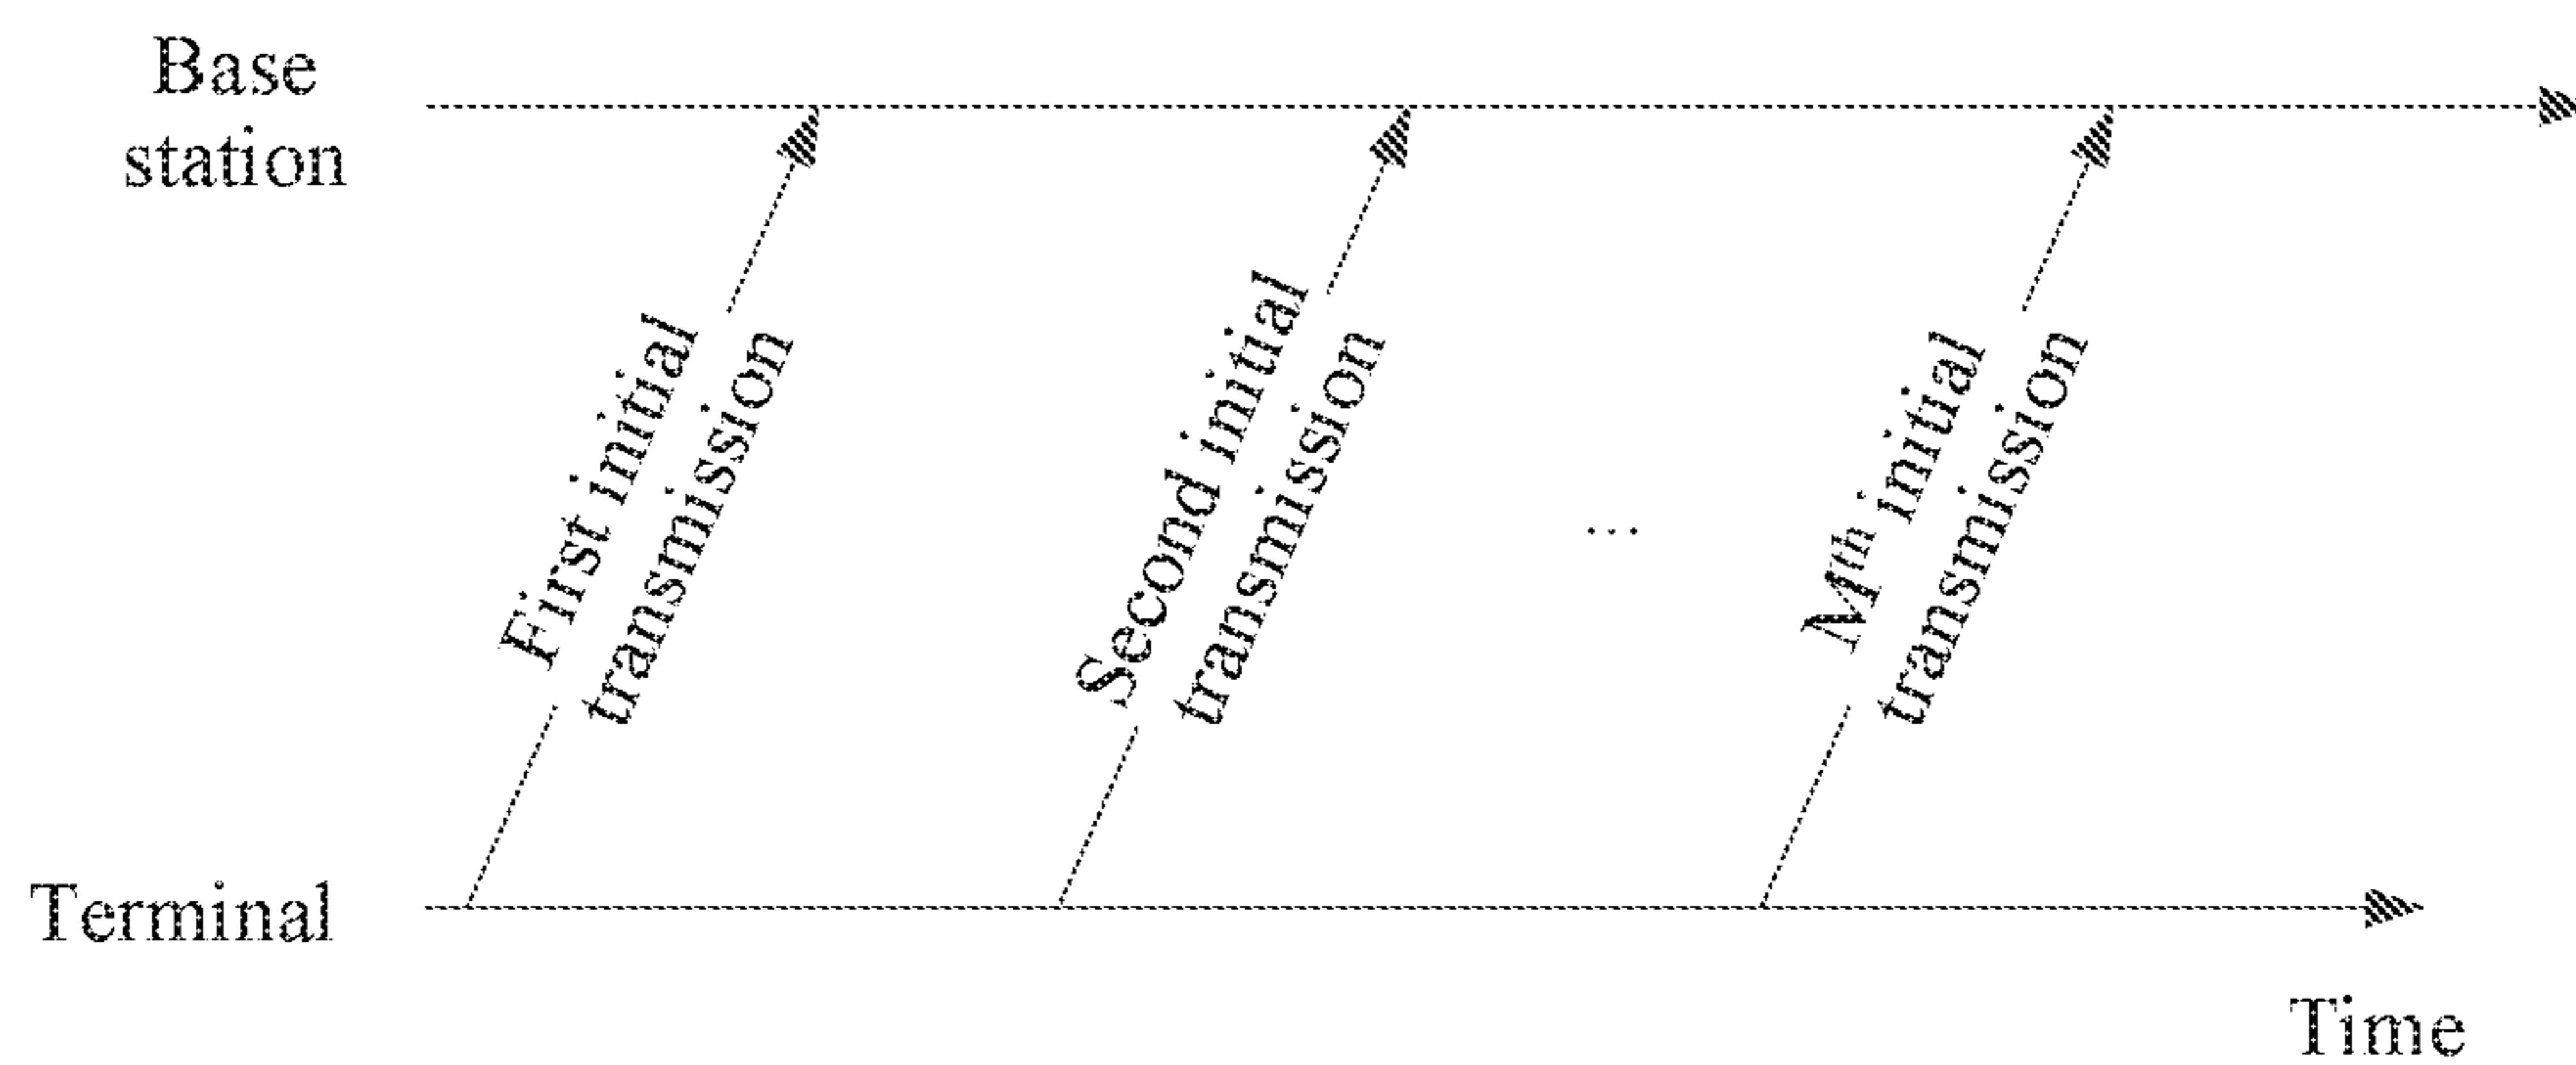 Base
station
First initial
transmission
Second initial
transmission
...
Mth initial
transmission
Terminal
Time